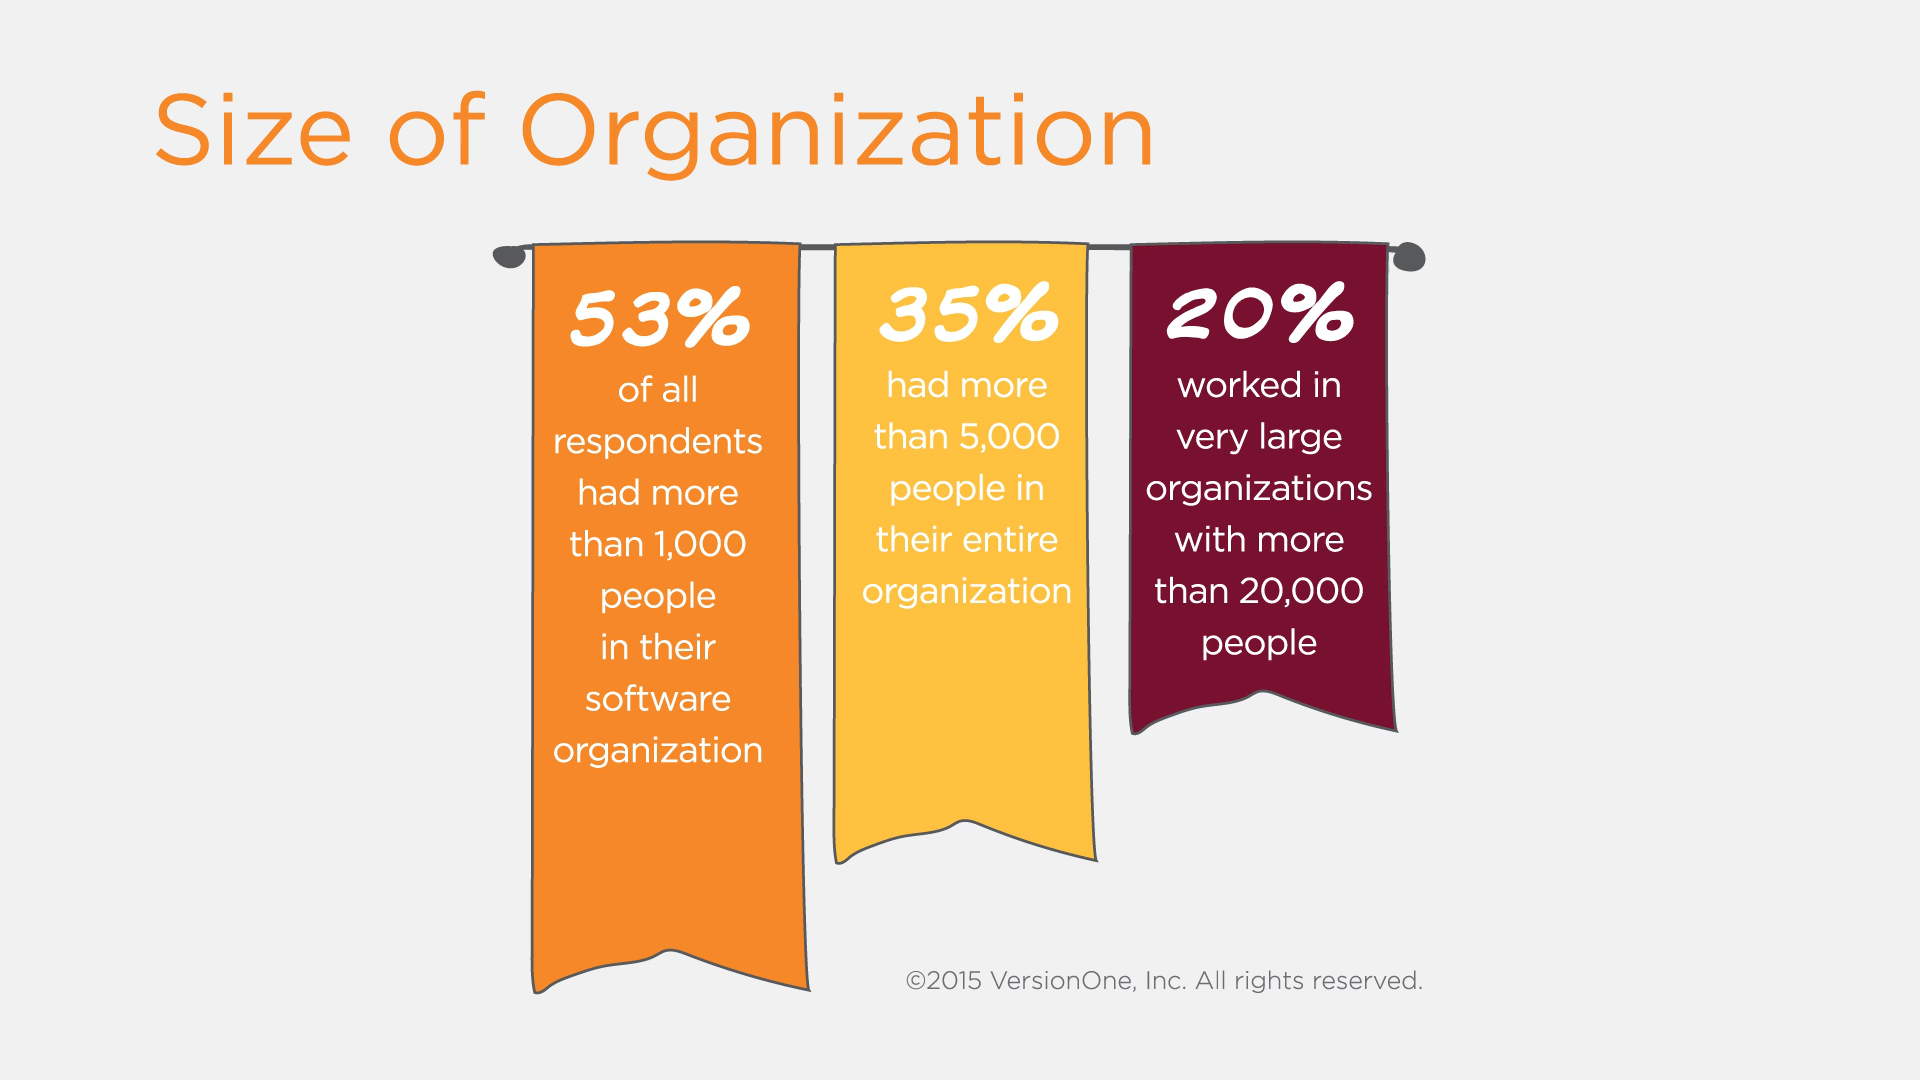 Size of Organization
53%
of all
respondents
had more
than 1,000
people
in their
software
organization
35%
had more
than 5,000
people in
their entire
organization
20%
worked in
very large
organizations
with more
than 20,000
people
©2015 VersionOne, Inc. All rights reserved.